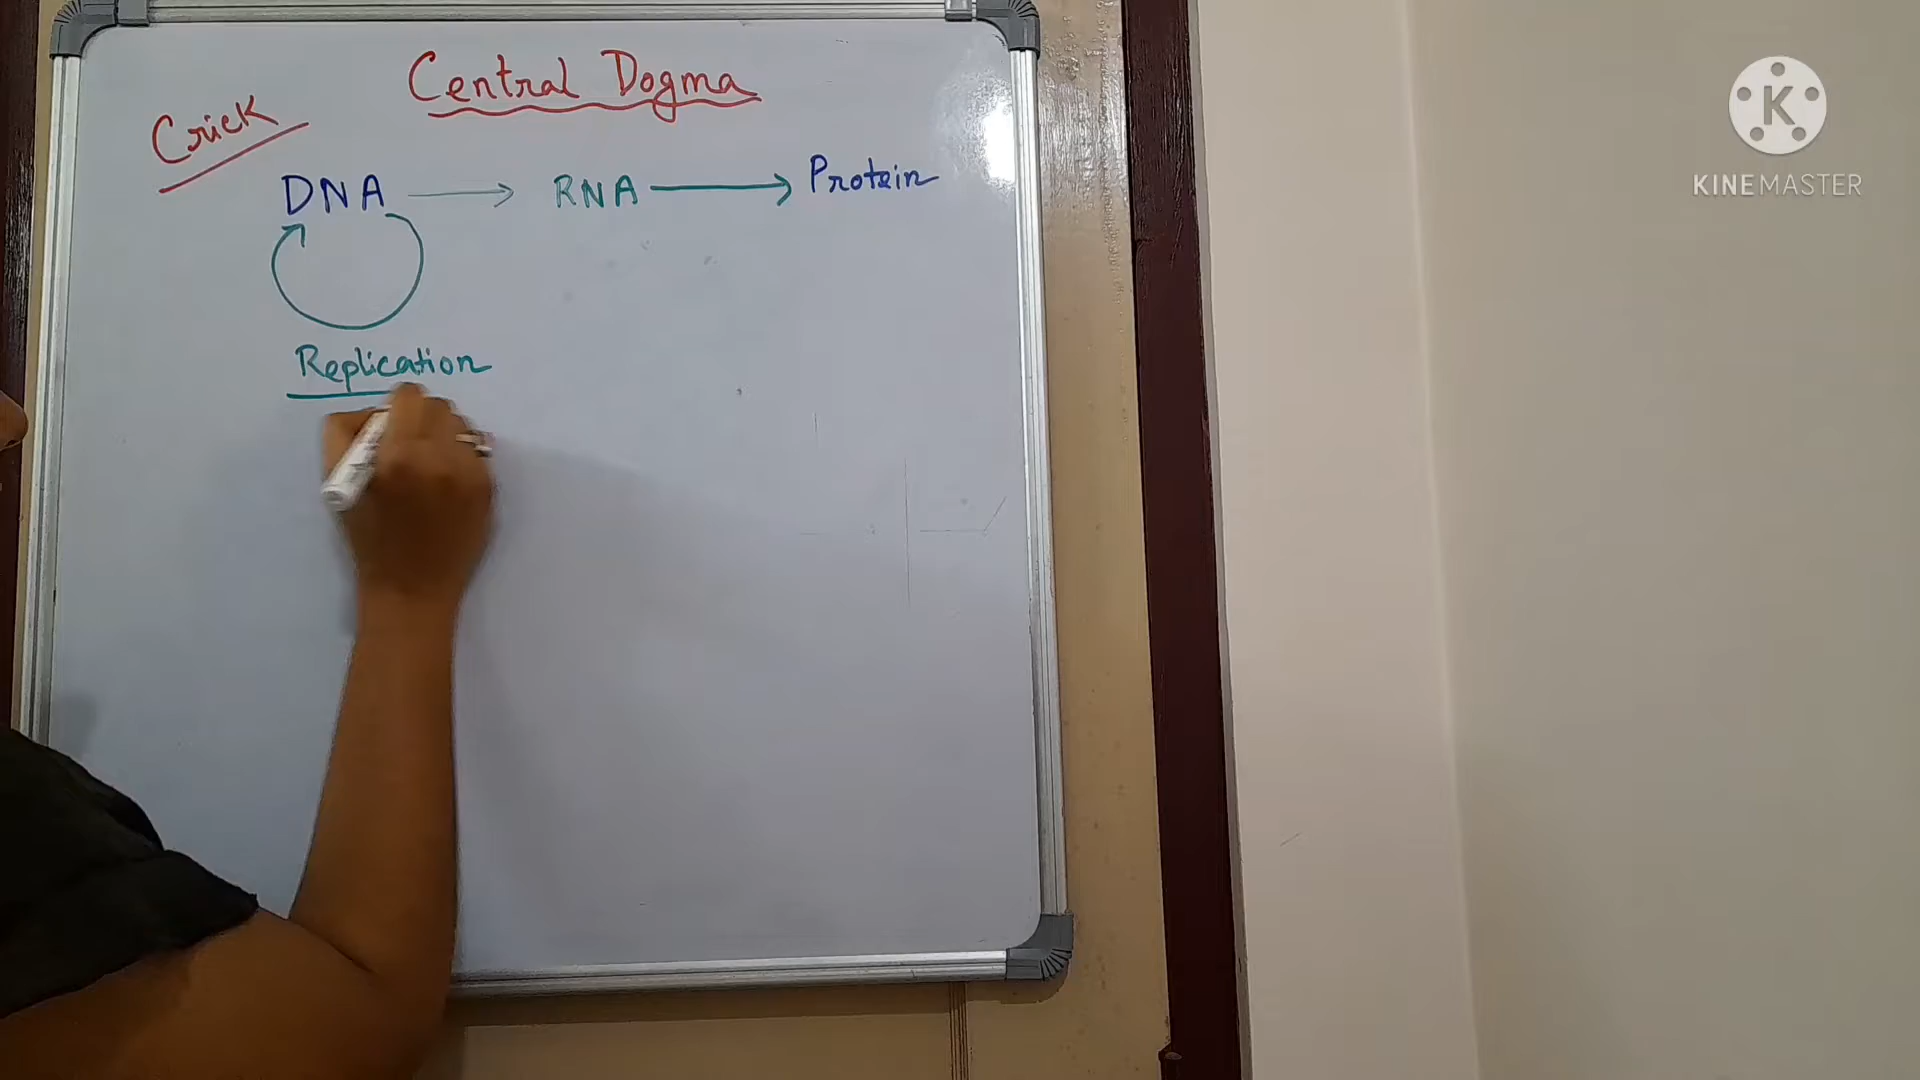 Central Dogma
Crick
DNA → RNA → Protein
Replication
K
KINEMASTER